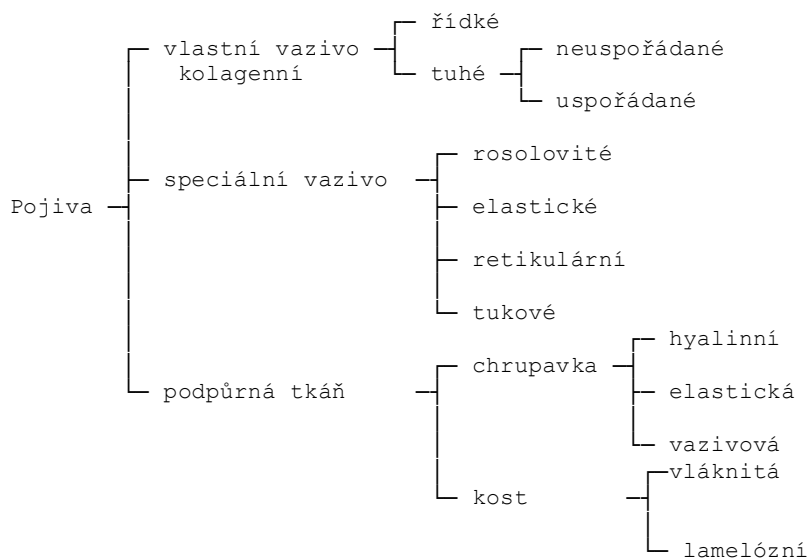 řídké
vlastní vazivo
neuspořádané
kolagenní
tuhé
uspořádané
rosolovité
speciální vazivo
Pojiva
elastické
retikulární
tukové
hyalinní
chrupavka
podpůrná tkáň
elastická
vazivová
vláknitá
kost
lamelózní